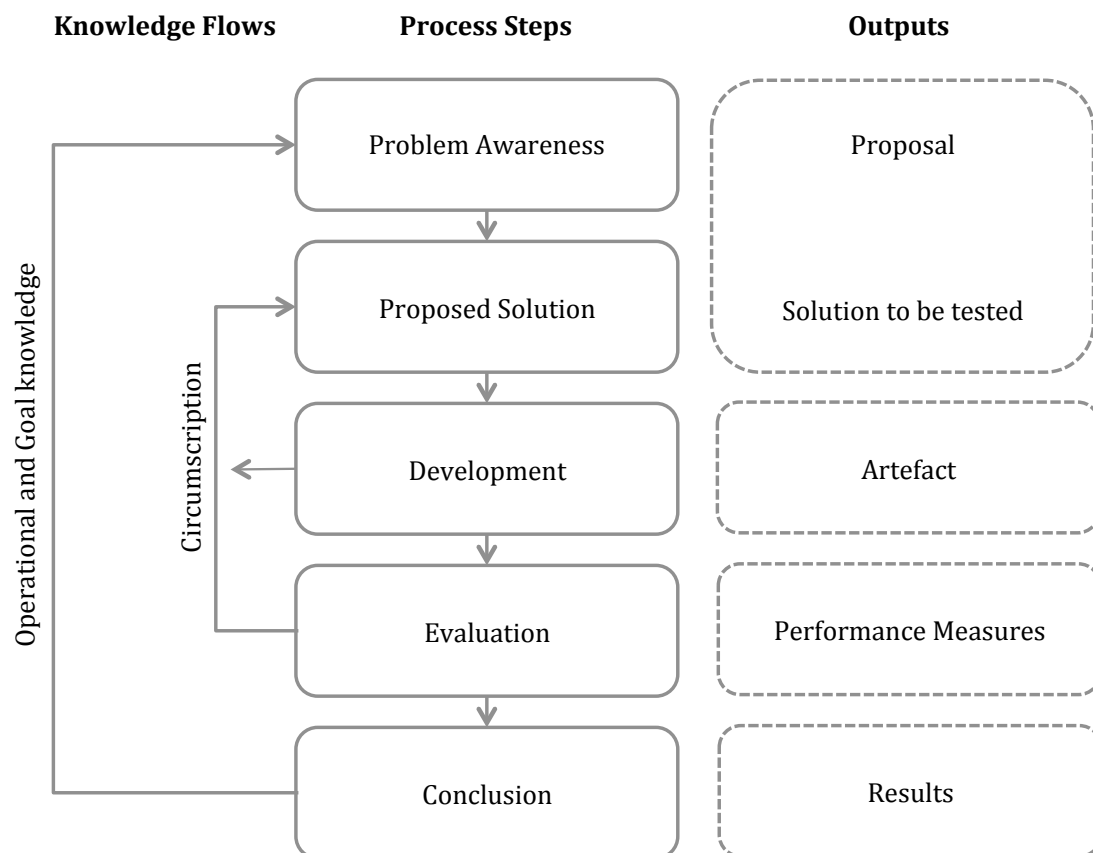 Knowledge Flows
Process Steps
Outputs
Problem Awareness
Proposal
Proposed Solution
Solution to be tested
Operational and Goal knowledge
Circumscription
Development
Artefact
Evaluation
Performance Measures
Conclusion
Results